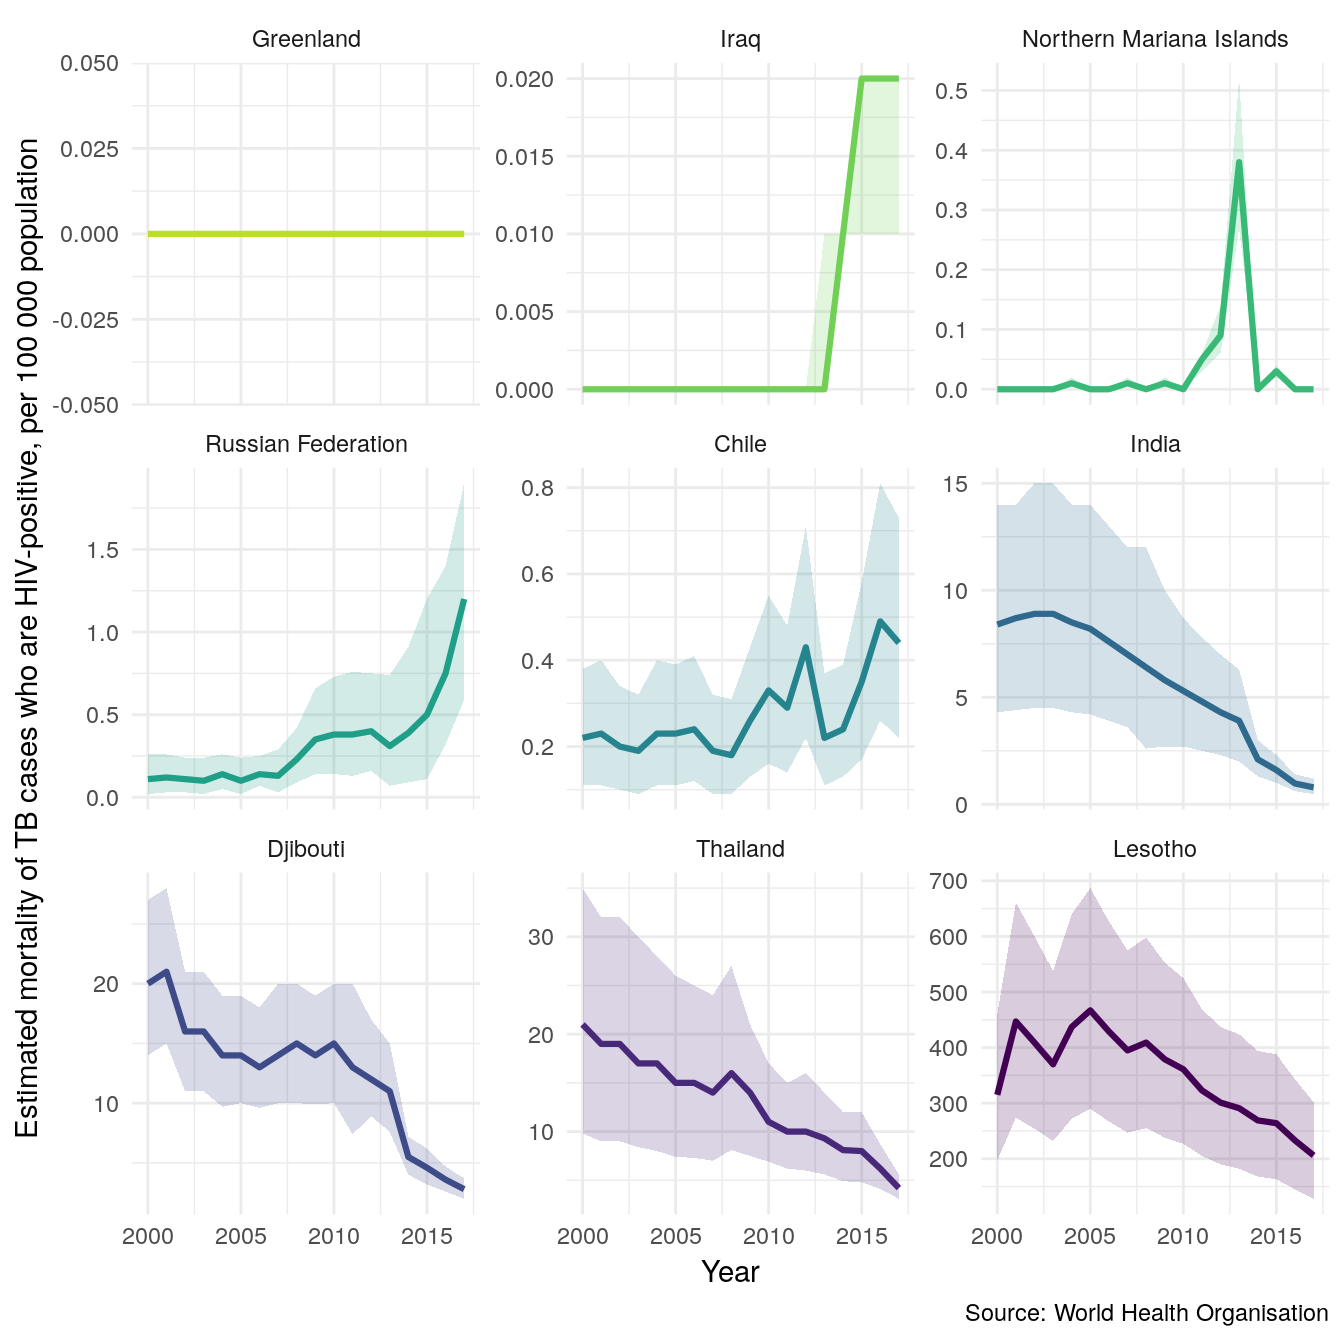 Greenland
Iraq
Northern Mariana Islands
0.050
0.025
0.000
-0.025
-0.050
0.020
0.015
0.010
0.005
0.000
0.5
0.4
0.3
0.2
0.1
0.0
Russian Federation
Chile
India
1.5
1.0
0.5
0.0
0.8
0.6
0.4
0.2
15
10
5
0
Djibouti
Thailand
Lesotho
20
10
30
20
10
700
600
500
400
300
200
2000 2005 2010 2015
2000 2005 2010 2015
2000 2005 2010 2015
Estimated mortality of TB cases who are HIV-positive, per 100 000 population
Year
Source: World Health Organisation